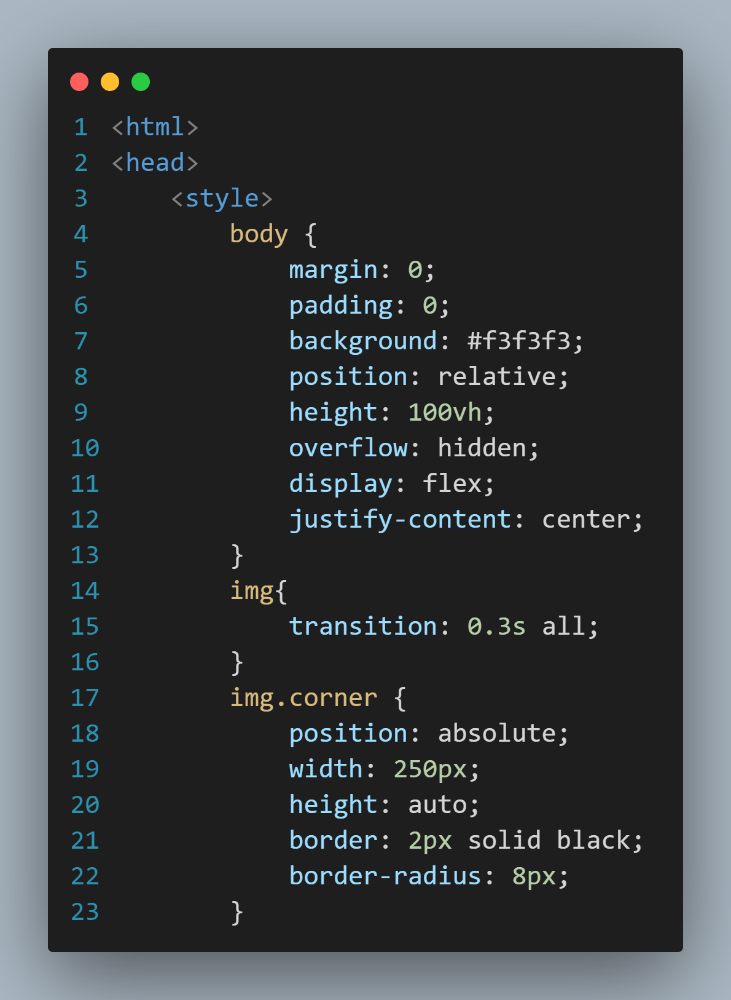 1 <html>
2 <head>
3     <style>
4         body {
5             margin: 0;
6             padding: 0;
7             background: #f3f3f3;
8             position: relative;
9             height: 100vh;
10             overflow: hidden;
11             display: flex;
12             justify-content: center;
13         }
14         img{
15             transition: 0.3s all;
16         }
17         img.corner {
18             position: absolute;
19             width: 250px;
20             height: auto;
21             border: 2px solid black;
22             border-radius: 8px;
23         }